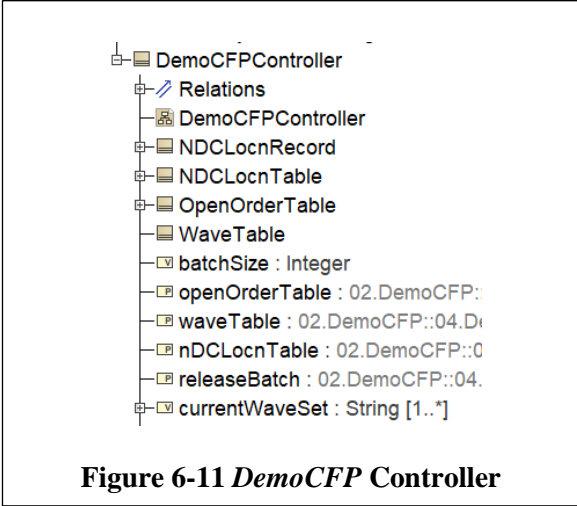 DemoCFPController
Relations
DemoCFPController
NDCLocnRecord
NDCLocnTable
OpenOrderTable
WaveTable
batchSize : Integer
openOrderTable : 02.DemoCFP::
waveTable : 02.DemoCFP::04.De
nDCLocnTable : 02.DemoCFP::0
releaseBatch : 02.DemoCFP::04.
currentWaveSet : String [1..*]
Figure 6-11 DemoCFP Controller